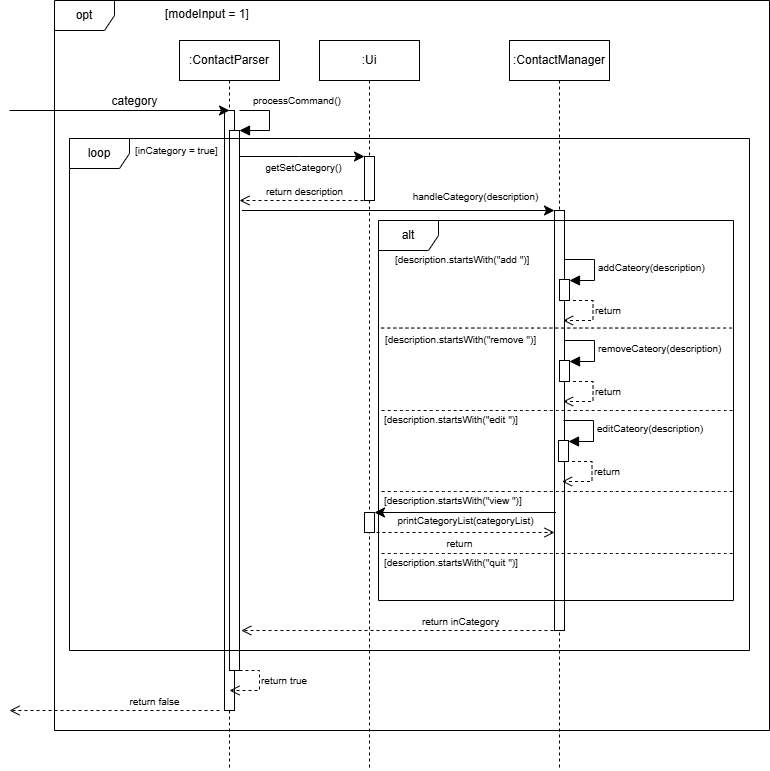 opt
[modeInput = 1]
:ContactParser
:Ui
:ContactManager
category
processCommand()
loop
[inCategory = true]
getSetCategory()
return description
handleCategory(description)
alt
[description.startsWith("add ")]
addCateory(description)
return
[description.startsWith("remove ")]
removeCateory(description)
return
[description.startsWith("edit ")]
editCateory(description)
return
[description.startsWith("view ")]
printCategoryList(categoryList)
return
[description.startsWith("quit ")]
return inCategory
return true
return false